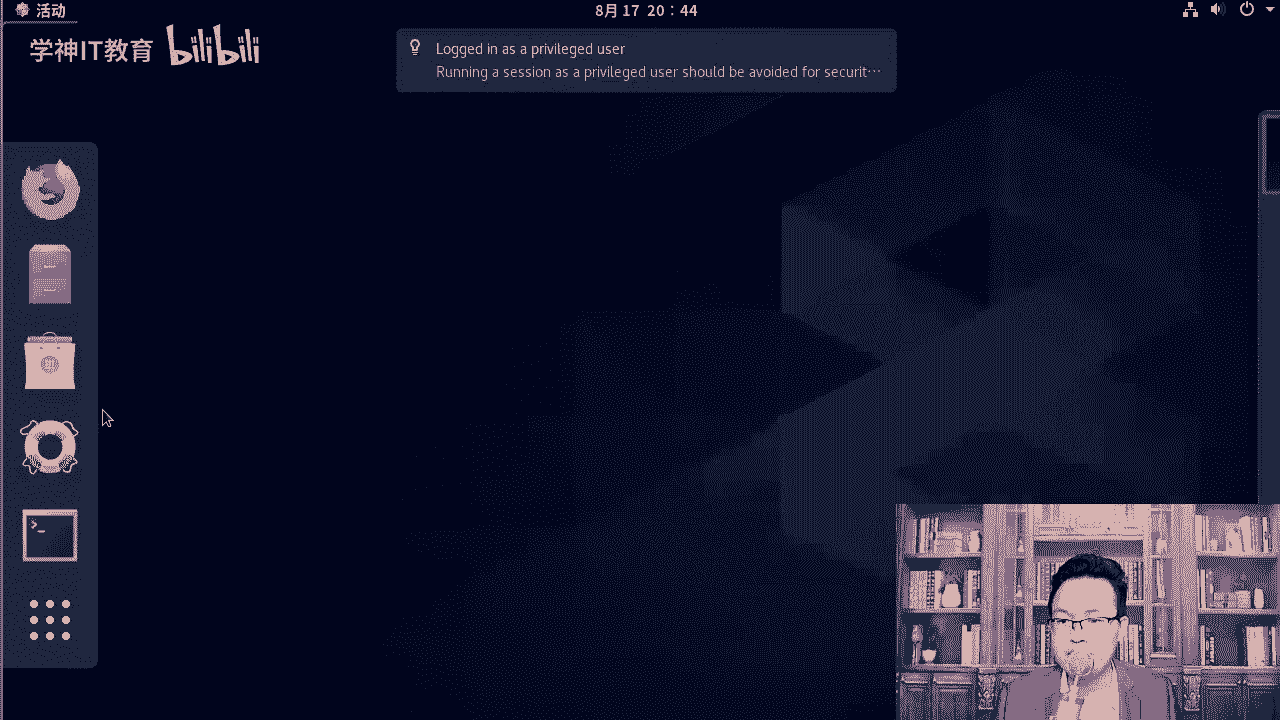 活动
8月 17 20：44
学神IT教育 bilibili
Logged in as a privileged user
Running a session as a privileged user should be avoided for securit…
>_